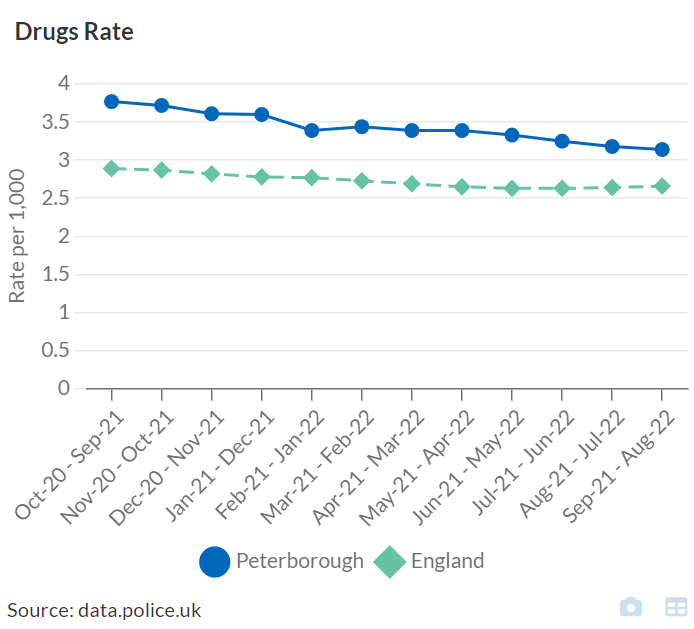 Drugs Rate
Rate per 1,000
4
3.5
3
2.5
2
1.5
1
0.5
0
Oct-20 - Sep-21
Nov-20 - Oct-21
Dec-20 - Nov-21
Jan-21 - Dec-21
Feb-21 - Jan-22
Mar-21 - Feb-22
Apr-21 - Mar-22
May-21 - Apr-22
Jun-21 - May-22
Jul-21 - Jun-22
Aug-21 - Jul-22
Sep-21 - Aug-22
Peterborough England
Source: data.police.uk